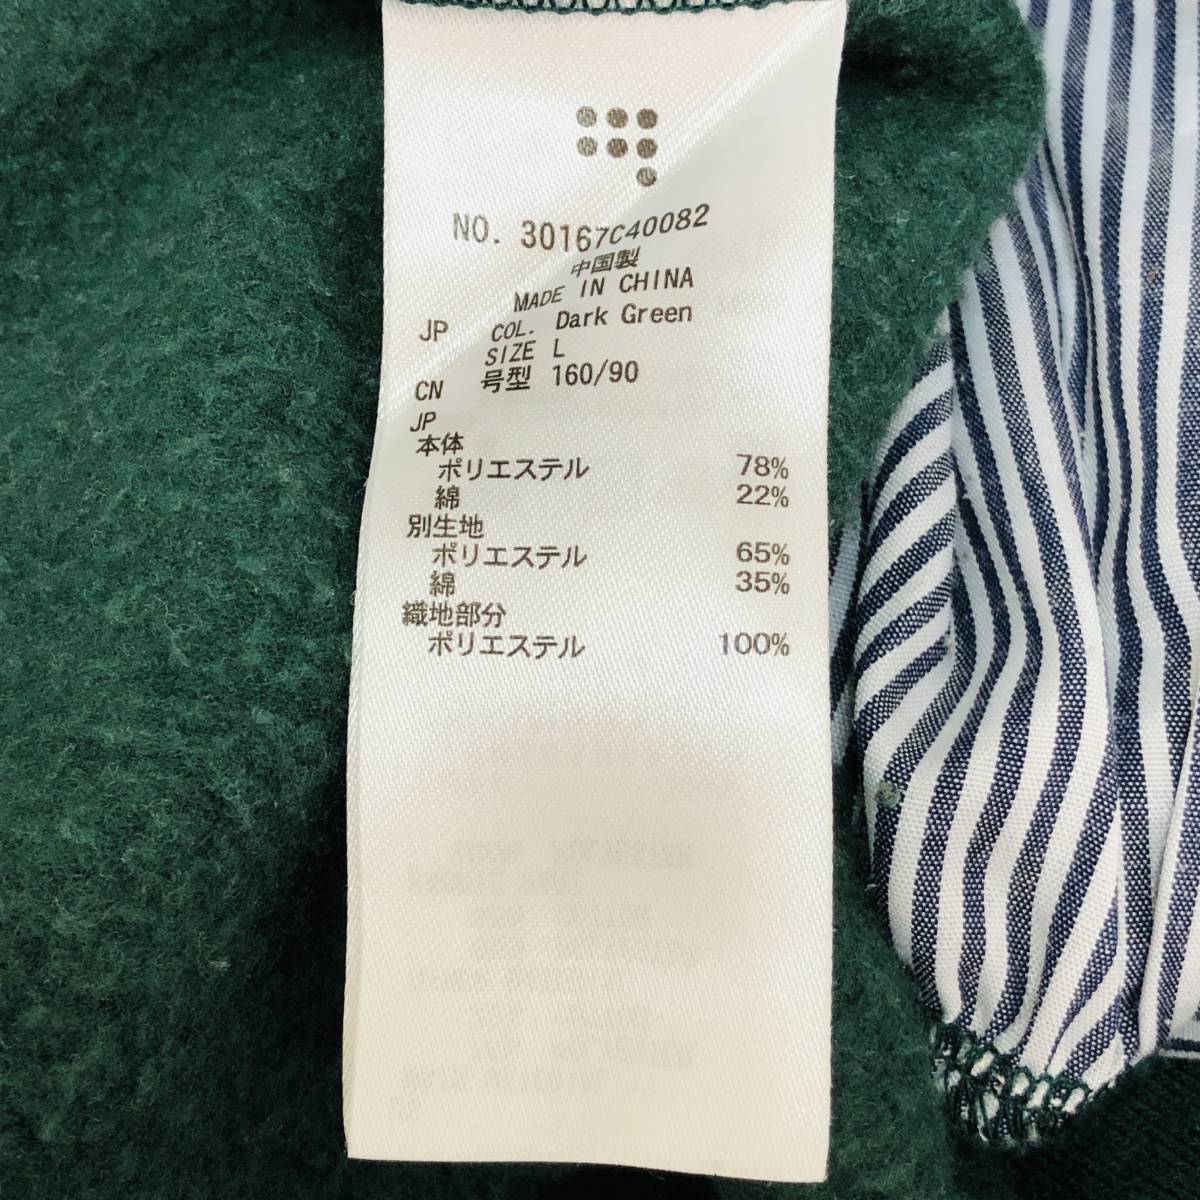 NO. 30167C40082
中国製
MADE IN CHINA
JP COL. Dark Green
SIZE L
CN 号型 160/90
JP
本体
ポリエステル 78%
綿 22%
別生地
ポリエステル 65%
綿 35%
織地部分
ポリエステル 100%